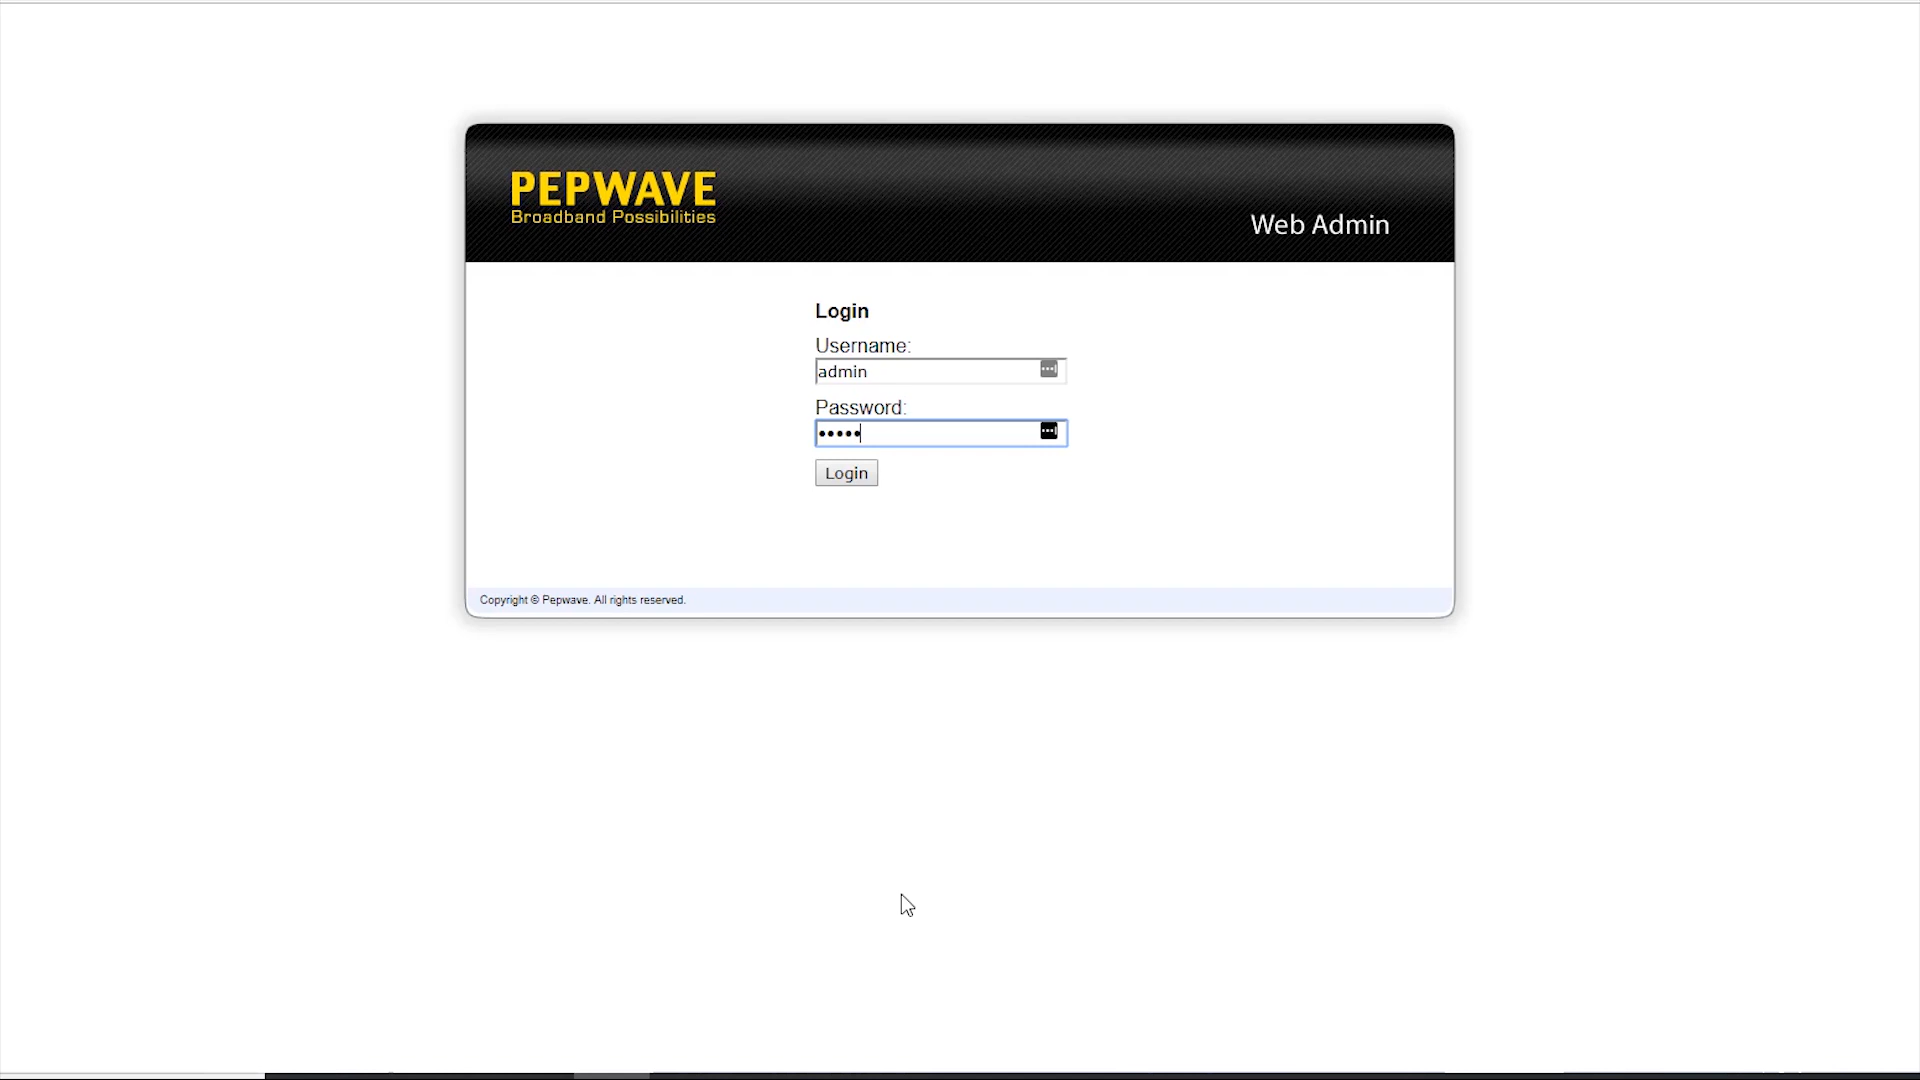 PEPWAVE
Broadband Possibilities
Web Admin
Login
Username:
admin
Password:
•••••
Login
Copyright © Pepwave. All rights reserved.